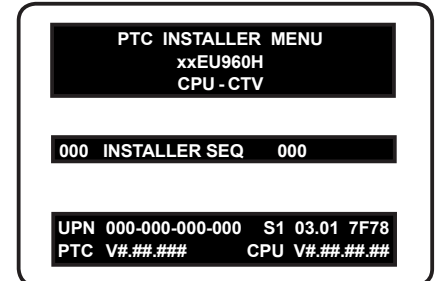 PTC INSTALLER MENU
xxEU960H
CPU - CTV
000 INSTALLER SEQ 000
UPN 000-000-000-000 S1 03.01 7F78
PTC V#.##.### CPU V#.##.##.##